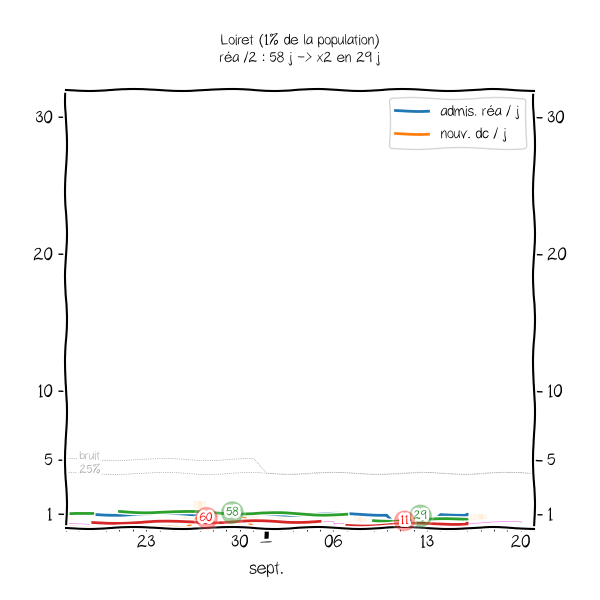 Loiret (1% de la population)
réa /2 : 58 j -> x2 en 29 j
admis. réa / j
nouv. dc / j
30 30
20 20
10 10
5 bruit 5
25%
1 60 58 11 29 1
23 30 06 13 20
sept.